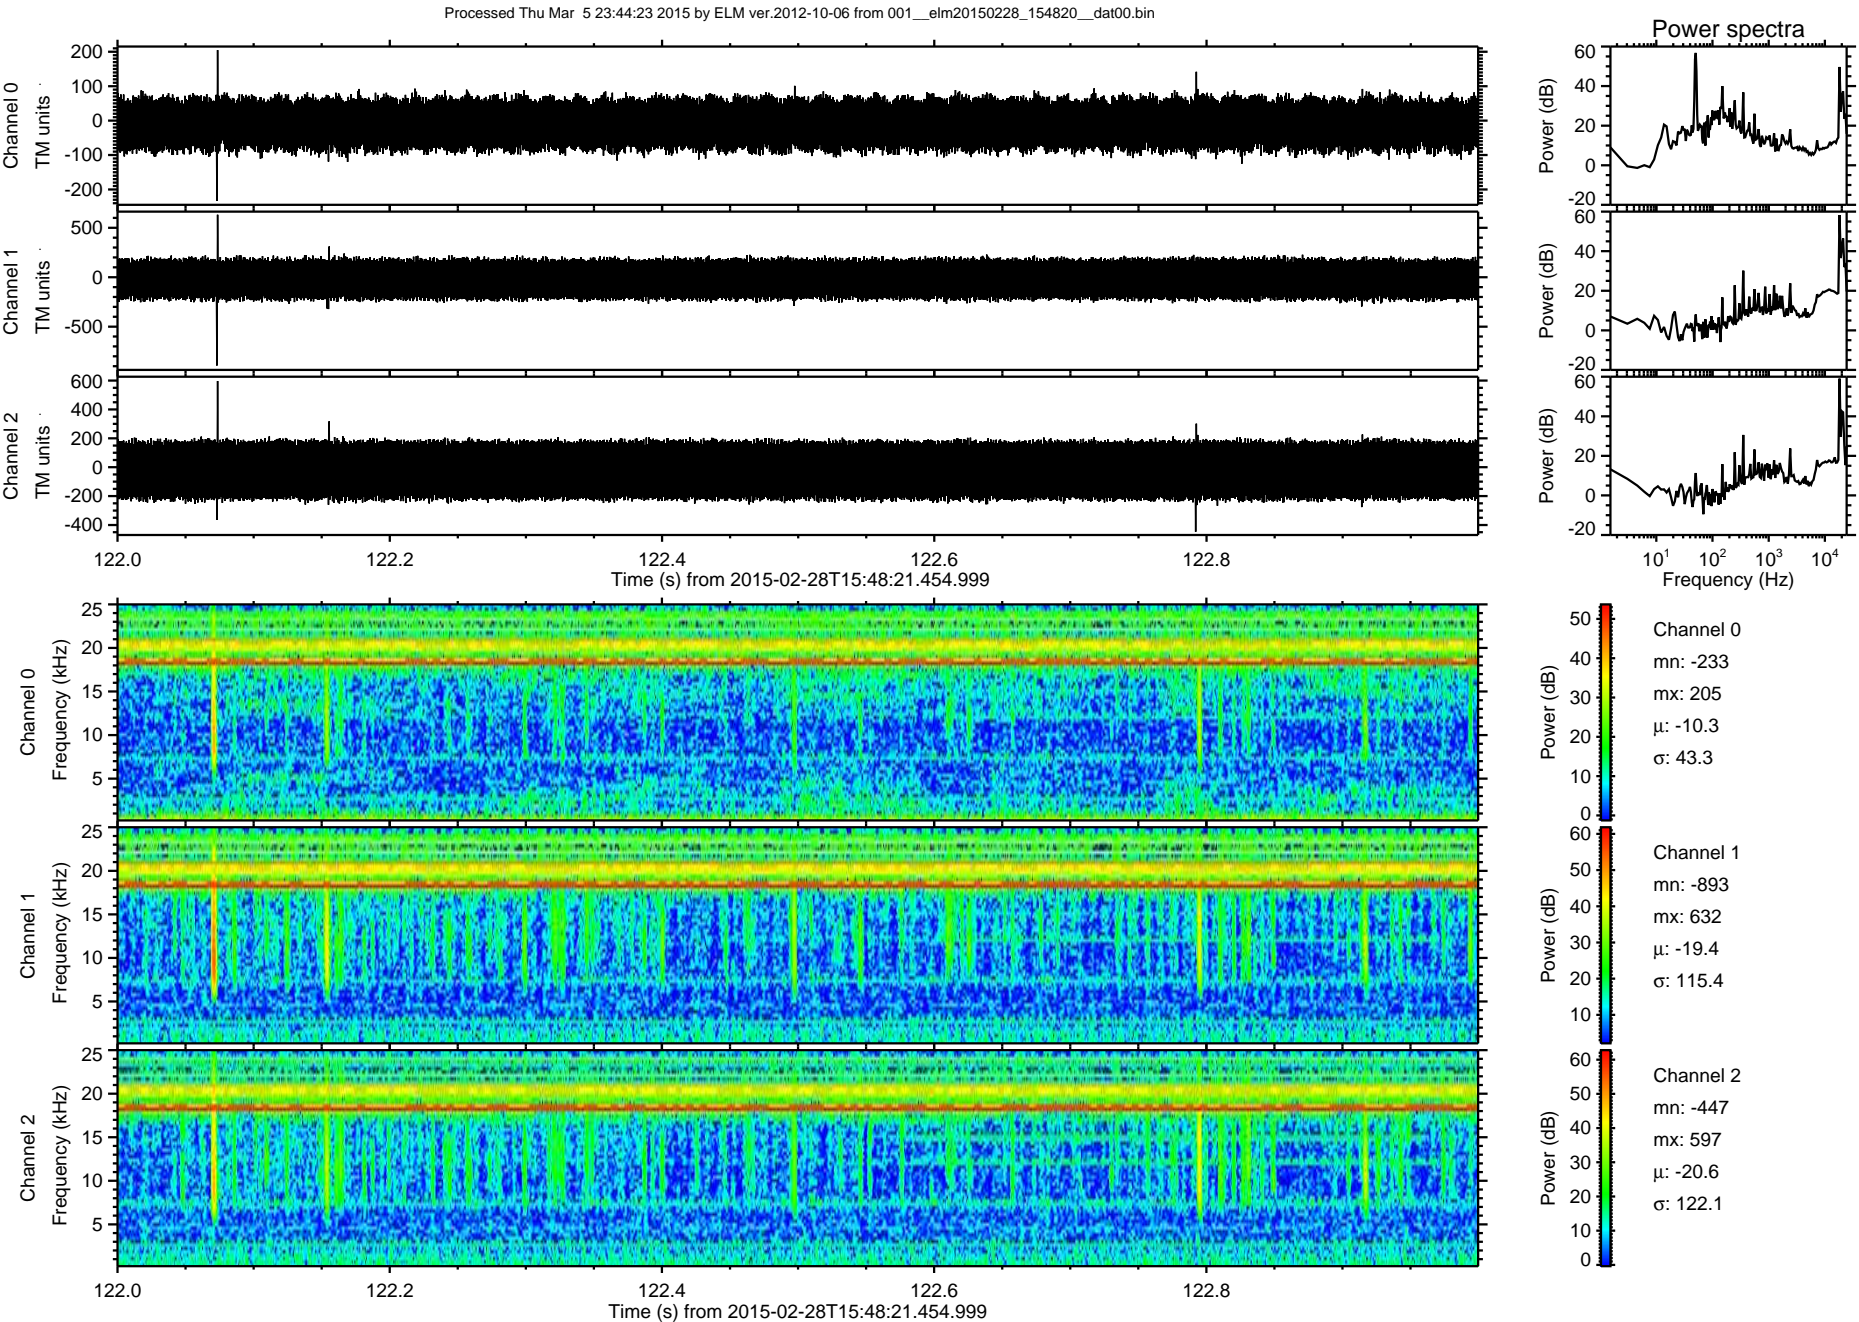 Processed Thu Mar  5 23:44:23 2015 by ELM ver.2012-10-06 from 001__elm20150228_154820__dat00.bin
Power spectra
Channel 0
TM units
200
100
0
-100
-200
Power (dB)
60
40
20
0
-20
Channel 1
TM units
500
0
-500
Power (dB)
60
40
20
0
-20
Channel 2
TM units
600
400
200
0
-200
-400
Power (dB)
60
40
20
0
-20
122.0 122.2 122.4 122.6 122.8
Time (s) from 2015-02-28T15:48:21.454.999
10¹ 10² 10³ 10⁴
Frequency (Hz)
Channel 0
Frequency (kHz)
25
20
15
10
5
Power (dB)
50
40
30
20
10
0
Channel 0
mn: -233
mx: 205
µ: -10.3
σ: 43.3
Channel 1
Frequency (kHz)
25
20
15
10
5
Power (dB)
60
50
40
30
20
10
Channel 1
mn: -893
mx: 632
µ: -19.4
σ: 115.4
Channel 2
Frequency (kHz)
25
20
15
10
5
Power (dB)
60
50
40
30
20
10
0
Channel 2
mn: -447
mx: 597
µ: -20.6
σ: 122.1
122.0 122.2 122.4 122.6 122.8
Time (s) from 2015-02-28T15:48:21.454.999